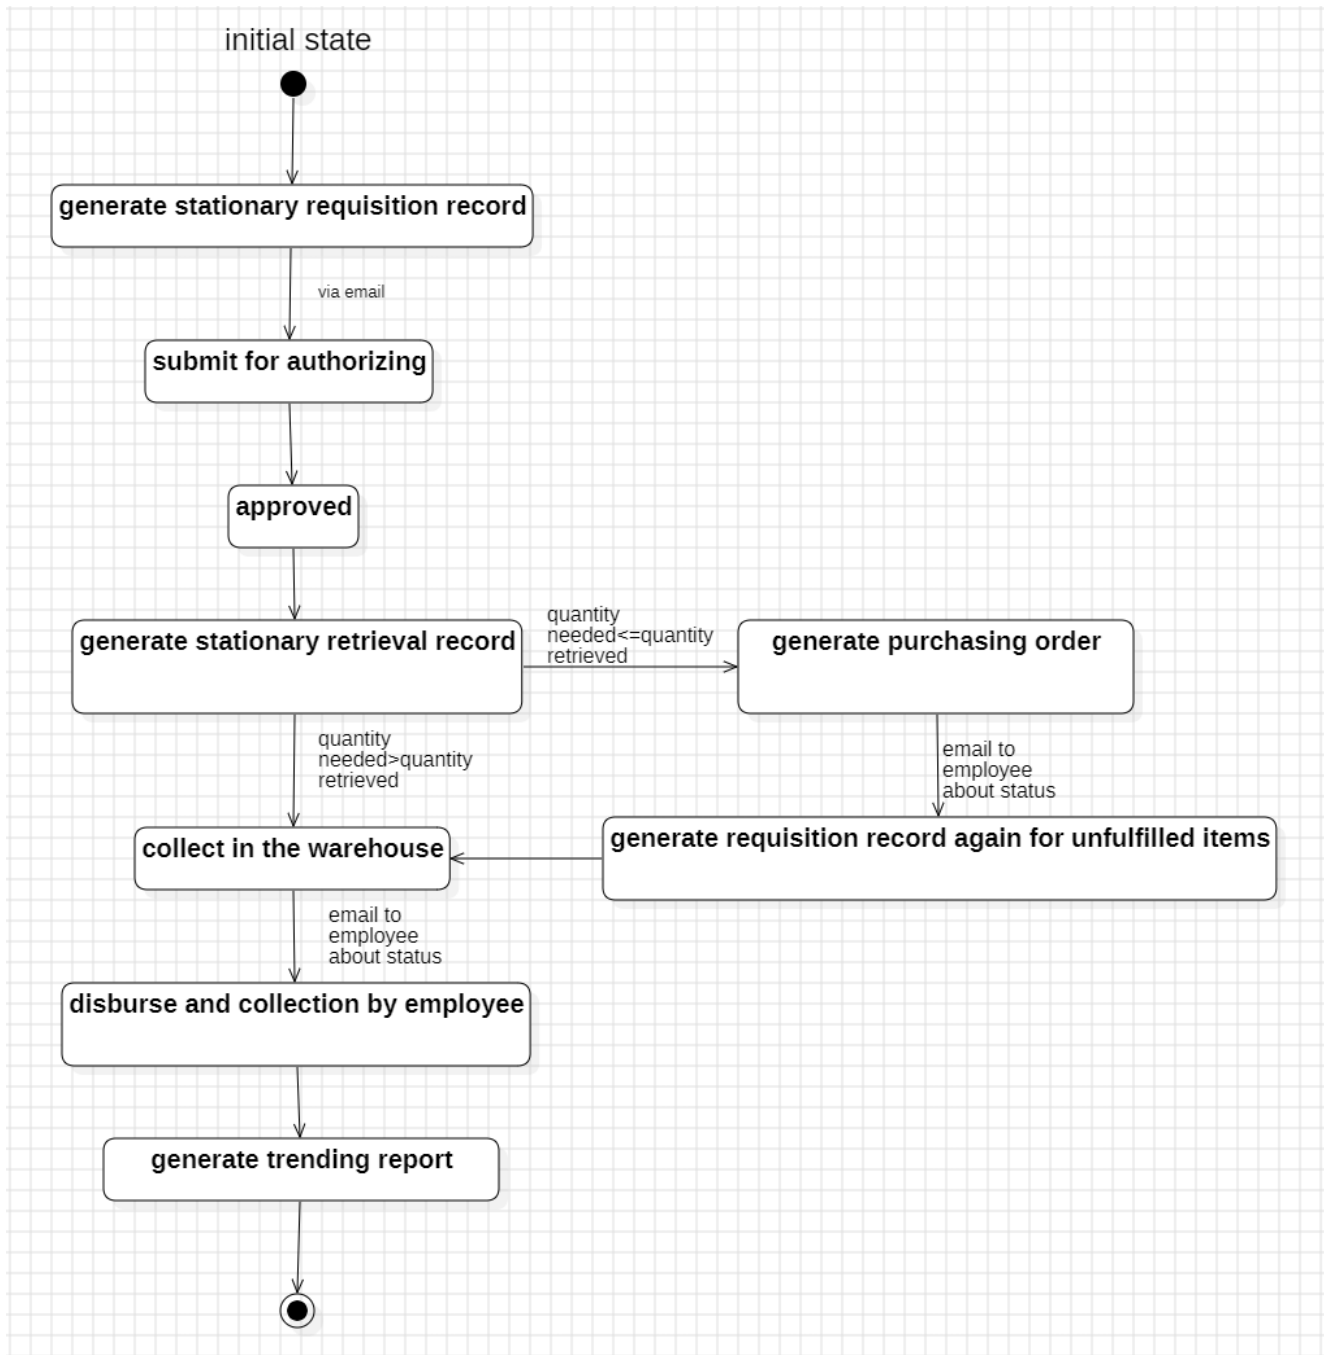 initial state
generate stationary requisition record
via email
submit for authorizing
approved
generate stationary retrieval record
quantity
needed<=quantity
retrieved
generate purchasing order
quantity
needed>quantity
retrieved
email to
employee
about status
collect in the warehouse
generate requisition record again for unfulfilled items
email to
employee
about status
disburse and collection by employee
generate trending report